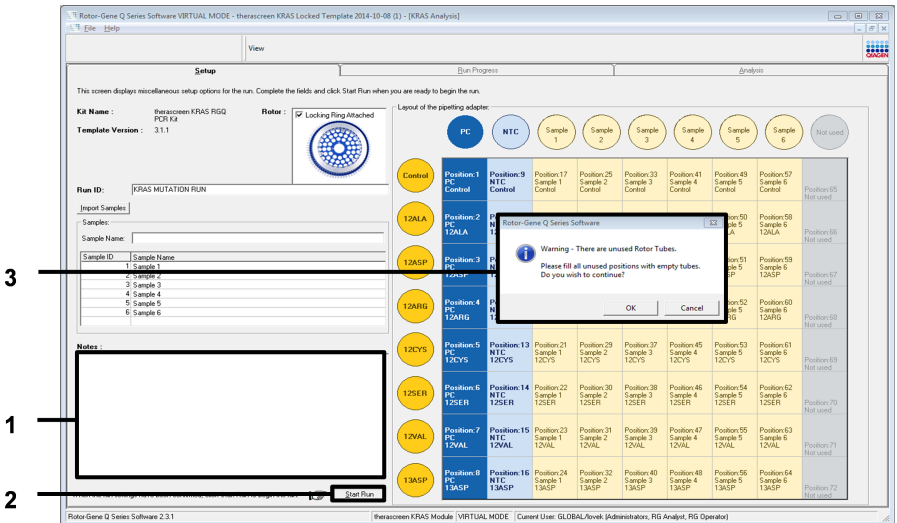 Rotor-Gene Q Series Software VIRTUAL MODE - therascreen KRAS Locked Template 2014-10-08 (1) - [KRAS Analysis]
File Help
View
QIAGEN
Setup
Run Progress
Analysis
This screen displays miscellaneous setup options for the run. Complete the fields and click Start Run when you are ready to begin the run.
Kit Name : therascreen KRAS RGQ
PCR Kit
Template Version : 3.1.1
Rotor :
Locking Ring Attached
Run ID: KRAS MUTATION RUN
Import Samples
Samples:
Sample Name:
Sample ID Sample Name
1 Sample 1
2 Sample 2
3 Sample 3
4 Sample 4
5 Sample 5
6 Sample 6
Notes :
Start Run
Layout of the pipetting adapter:
PC NTC Sample 1 Sample 2 Sample 3 Sample 4 Sample 5 Sample 6 Not used
Control
Position:1 Position:9 Position:17 Position:25 Position:33 Position:41 Position:49 Position:57
PC NTC Sample 1 Sample 2 Sample 3 Sample 4 Sample 5 Sample 6
Control Control Control Control Control Control Control Control Position:65
Not used
12ALA
Position:2 :50 Position:58
PC ple 5 Sample 6
12ALA LA 12ALA Position:66
Not used
12ASP
Position:3 on:51 Position:59
PC ple 5 Sample 6
12ASP 12ASP Position:67
Not used
12ARG
Position:4 on:52 Position:60
PC ple 5 Sample 6
12ARG RG 12ARG Position:68
Not used
12CYS
Position:5 Position:13 Position:21 Position:29 Position:37 Position:45 Position:53 Position:61
PC NTC Sample 1 Sample 2 Sample 3 Sample 4 Sample 5 Sample 6
12CYS 12CYS 12CYS 12CYS 12CYS 12CYS 12CYS 12CYS Position:69
Not used
12SER
Position:6 Position:14 Position:22 Position:30 Position:38 Position:46 Position:54 Position:62
PC NTC Sample 1 Sample 2 Sample 3 Sample 4 Sample 5 Sample 6
12SER 12SER 12SER 12SER 12SER 12SER 12SER 12SER Position:70
Not used
12VAL
Position:7 Position:15 Position:23 Position:31 Position:39 Position:47 Position:55 Position:63
PC NTC Sample 1 Sample 2 Sample 3 Sample 4 Sample 5 Sample 6
12VAL 12VAL 12VAL 12VAL 12VAL 12VAL 12VAL 12VAL Position:71
Not used
13ASP
Position:8 Position:16 Position:24 Position:32 Position:40 Position:48 Position:56 Position:64
PC NTC Sample 1 Sample 2 Sample 3 Sample 4 Sample 5 Sample 6
13ASP 13ASP 13ASP 13ASP 13ASP 13ASP 13ASP 13ASP Position:72
Not used
Rotor-Gene Q Series Software
Warning - There are unused Rotor Tubes.
Please fill all unused positions with empty tubes.
Do you wish to continue?
OK Cancel
3
1
2
Rotor-Gene Q Series Software 2.3.1 therascreen KRAS Module VIRTUAL MODE Current User: GLOBAL/lovek (Administrators, RG Analyst, RG Operator)